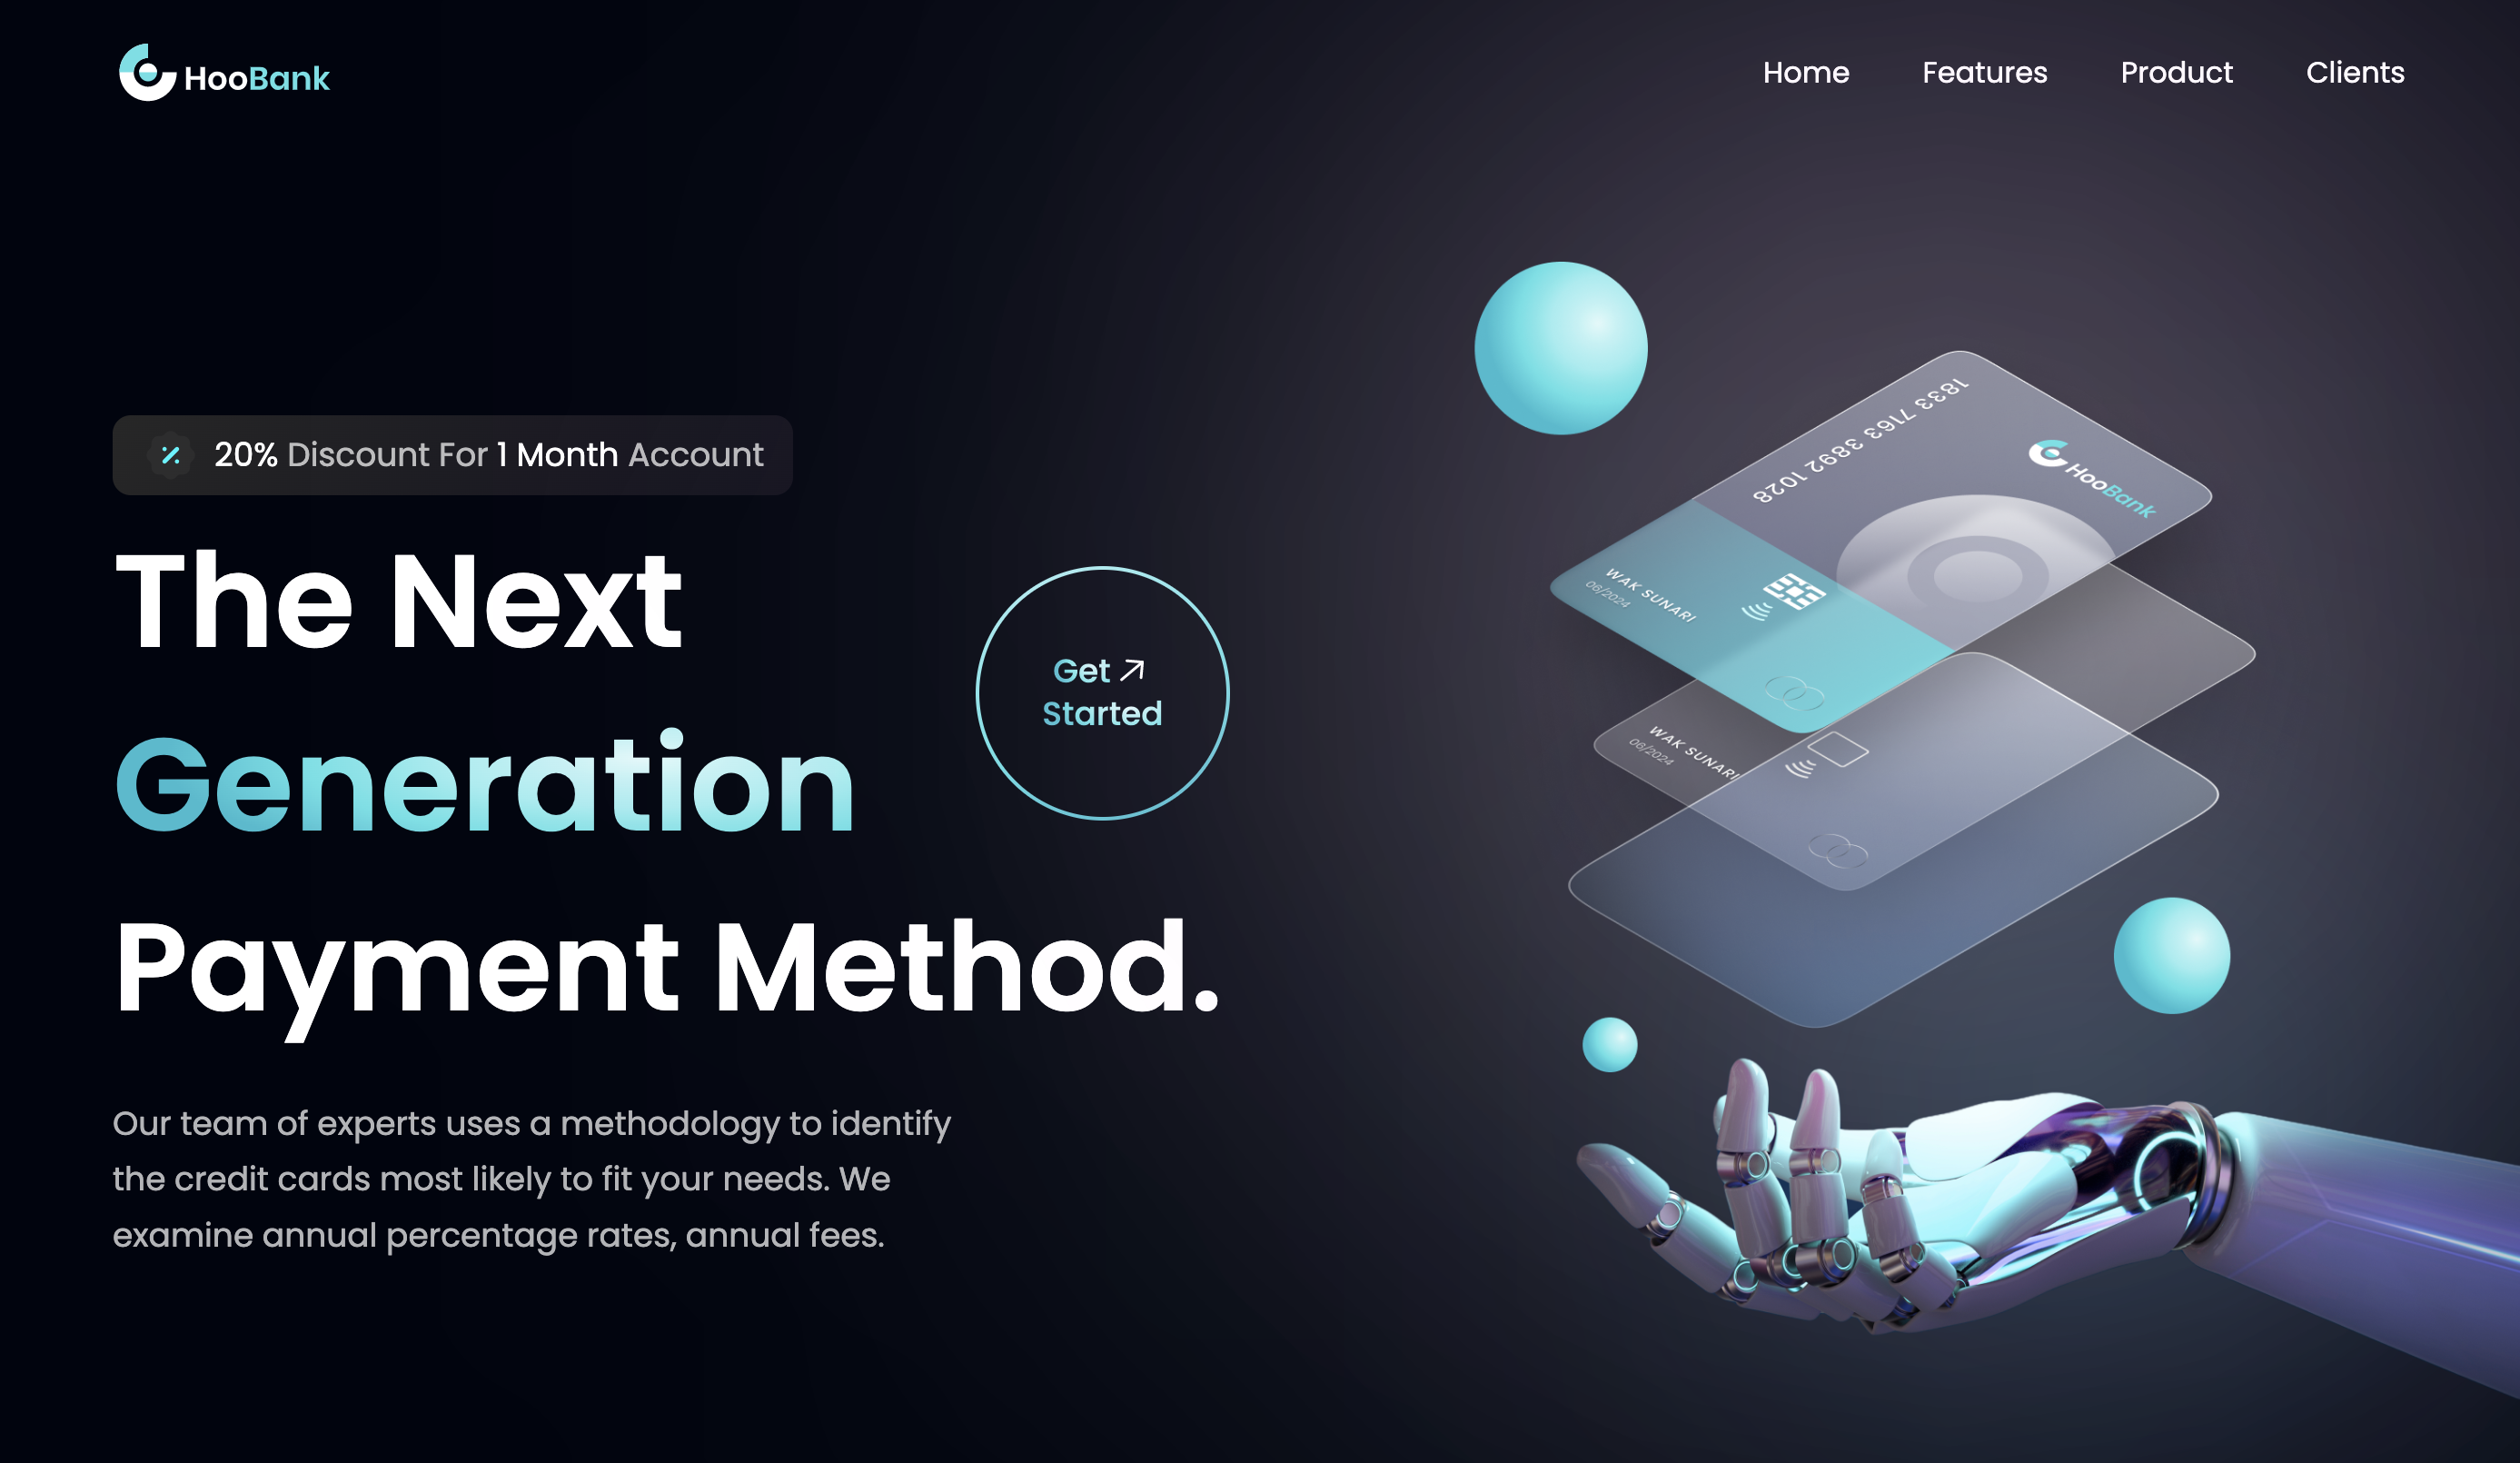 HooBank
Home
Features
Product
Clients
20% Discount For 1 Month Account
The Next
Generation
Payment Method.
Get
Started
Our team of experts uses a methodology to identify
the credit cards most likely to fit your needs. We
examine annual percentage rates, annual fees.
1833 7163 3892 1028
HooBank
WAK SUNARI
06/2024
WAK SUNARI
06/2024